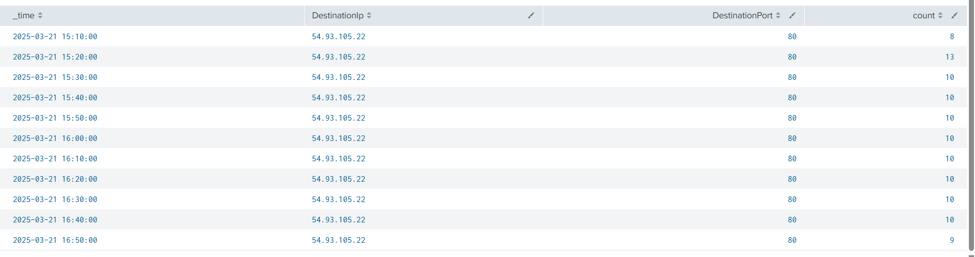 _time DestinationIp DestinationPort count
2025-03-21 15:10:00 54.93.105.22 80 8
2025-03-21 15:20:00 54.93.105.22 80 13
2025-03-21 15:30:00 54.93.105.22 80 10
2025-03-21 15:40:00 54.93.105.22 80 10
2025-03-21 15:50:00 54.93.105.22 80 10
2025-03-21 16:00:00 54.93.105.22 80 10
2025-03-21 16:10:00 54.93.105.22 80 10
2025-03-21 16:20:00 54.93.105.22 80 10
2025-03-21 16:30:00 54.93.105.22 80 10
2025-03-21 16:40:00 54.93.105.22 80 10
2025-03-21 16:50:00 54.93.105.22 80 9